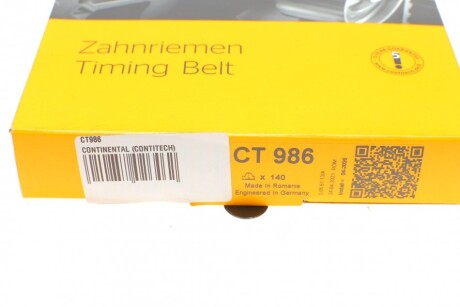 Zahnriemen
Timing Belt
CT986
CONTINENTAL (CONTITECH)
CT 986
x 140
Made in Romania
Engineered in Germany